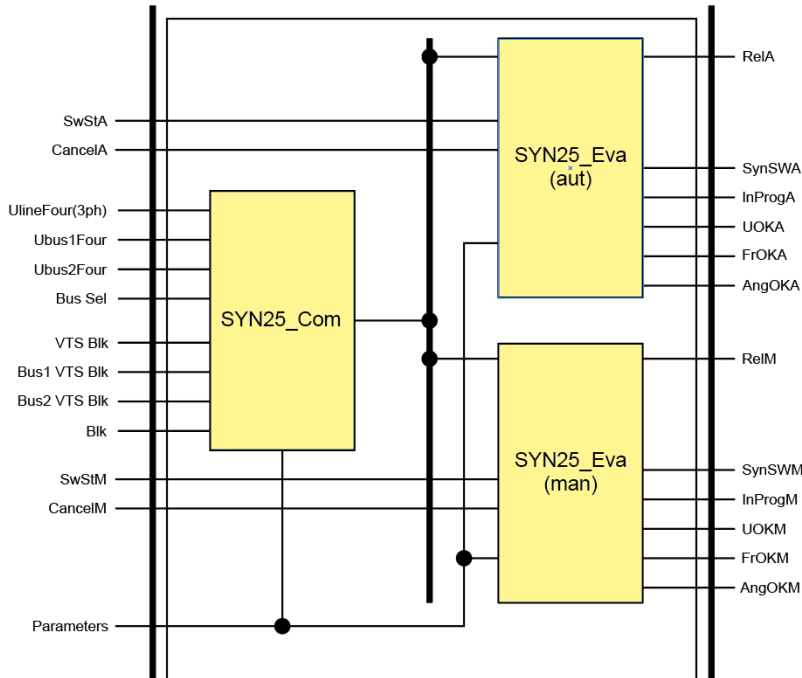 SwStA
CancelA
UlineFour(3ph)
Ubus1Four
Ubus2Four
Bus Sel
VTS Blk
Bus1 VTS Blk
Bus2 VTS Blk
Blk
SwStM
CancelM
Parameters
SYN25_Com
SYN25_Eva
(aut)
SYN25_Eva
(man)
RelA
SynSWA
InProgA
UOKA
FrOKA
AngOKA
RelM
SynSWM
InProgM
UOKM
FrOKM
AngOKM